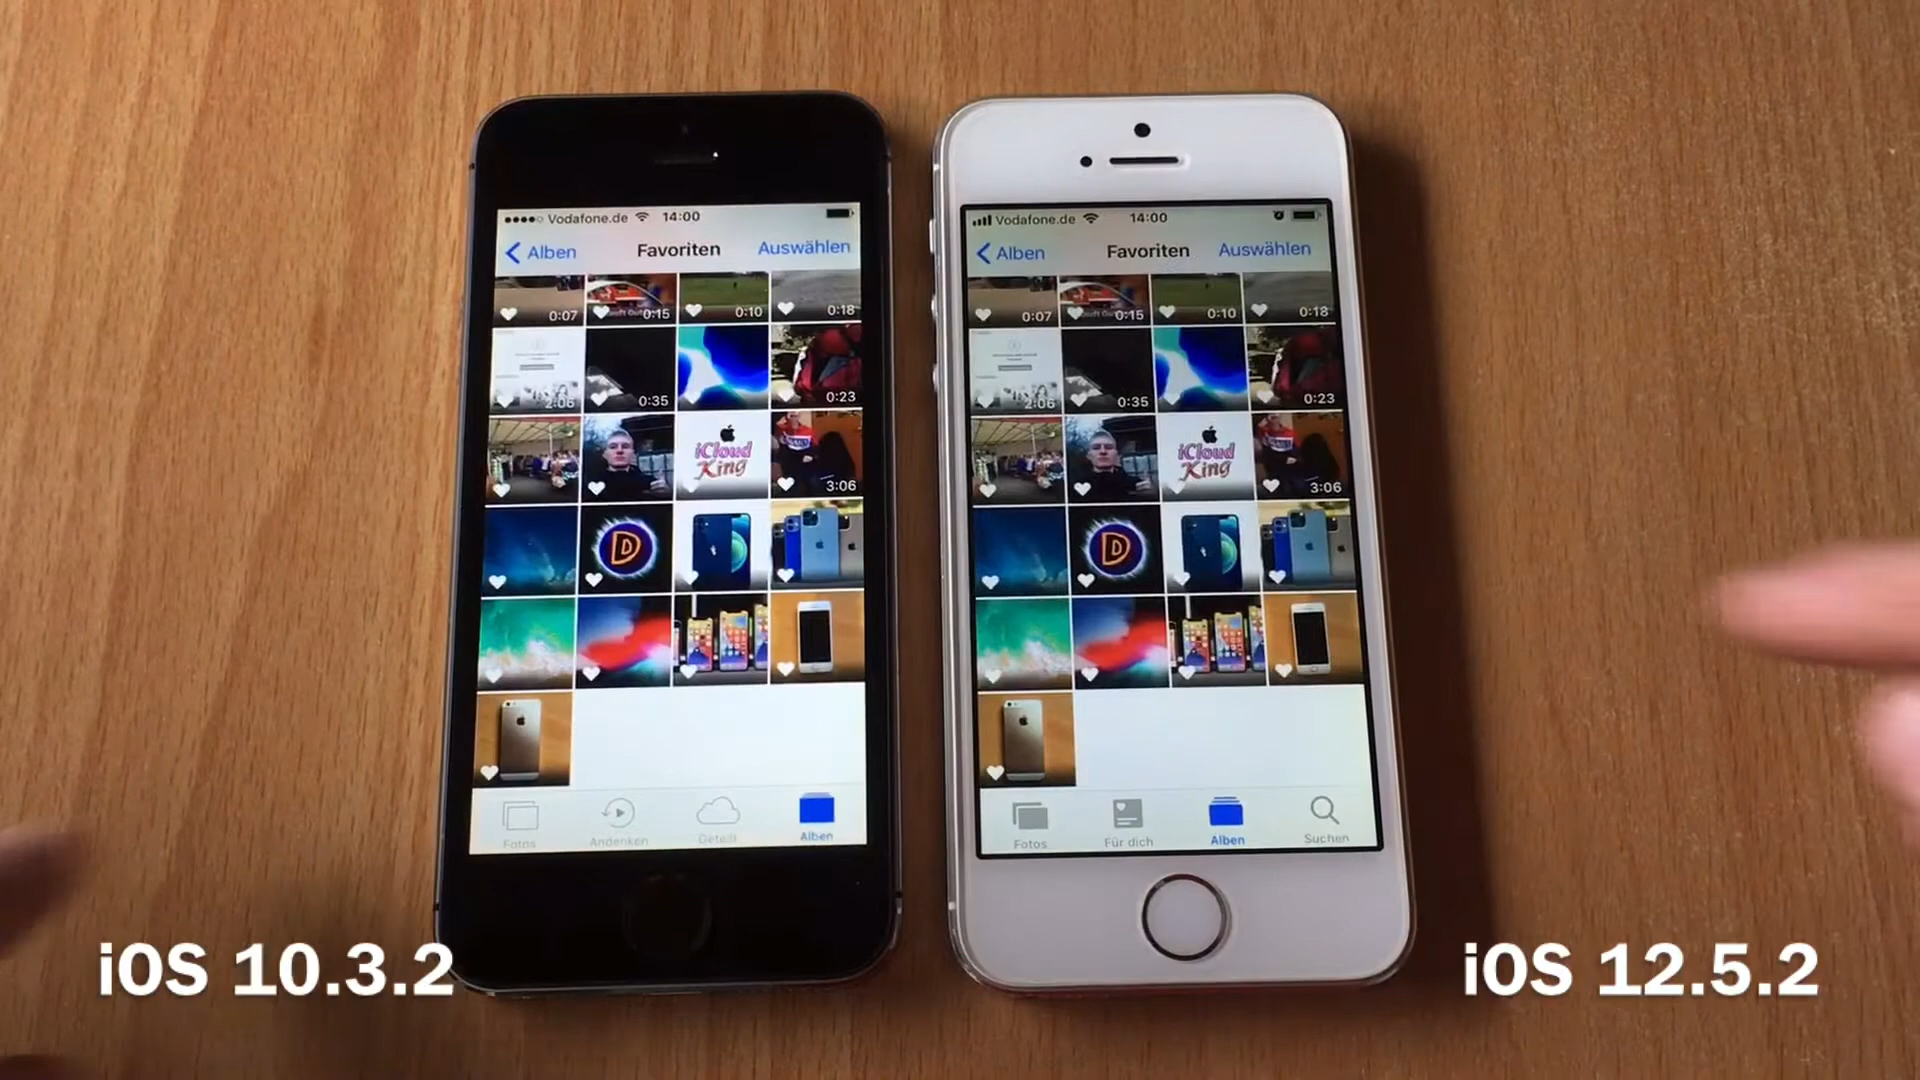 Vodafone.de 14:00
Alben Favoriten Auswählen
0:07 0:15 0:10 0:18
2:06 0:35 0:23
iCloud
King
3:06
D
Fotos Andenken Geteilt Alben
Vodafone.de 14:00
Alben Favoriten Auswählen
0:07 0:15 0:10 0:18
2:06 0:35 0:23
iCloud
King
3:06
D
Fotos Für dich Alben Suchen
iOS 10.3.2
iOS 12.5.2